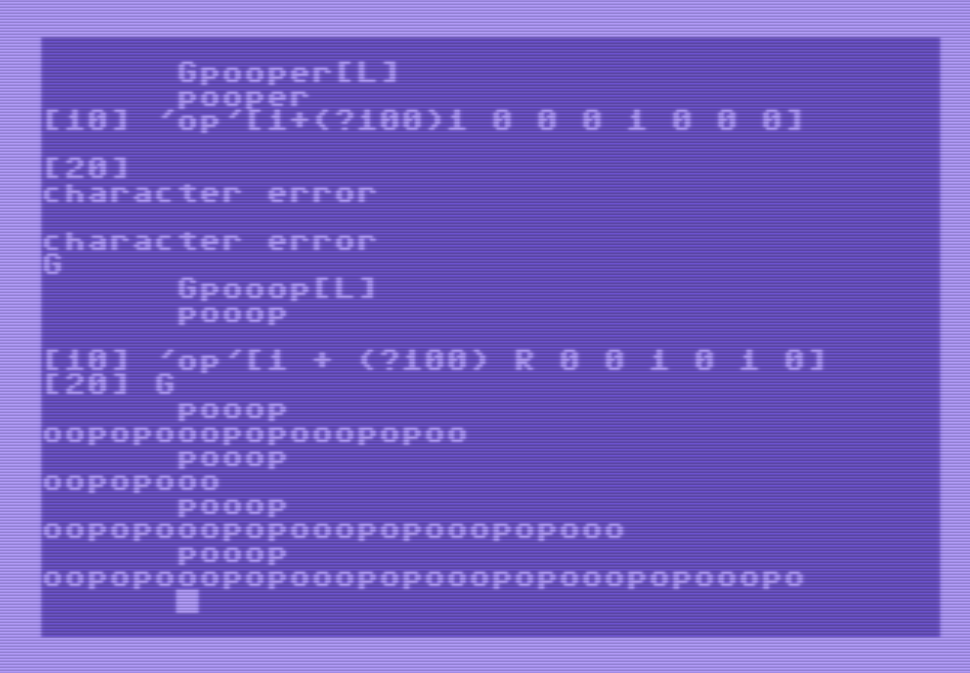 Gpooper[L]
pooper
[10] 'op'[1+(?100)1 0 0 0 1 0 0 0]
[20]
character error
character error
G
Gpooop[L]
pooop
[10] 'op'[1 + (?100) R 0 0 1 0 1 0]
[20] G
pooop
oopopooopopooopopoo
pooop
oopopooo
pooop
oopopooopopooopopooopopooo
pooop
oopopooopopooopopooopopooopopooopo